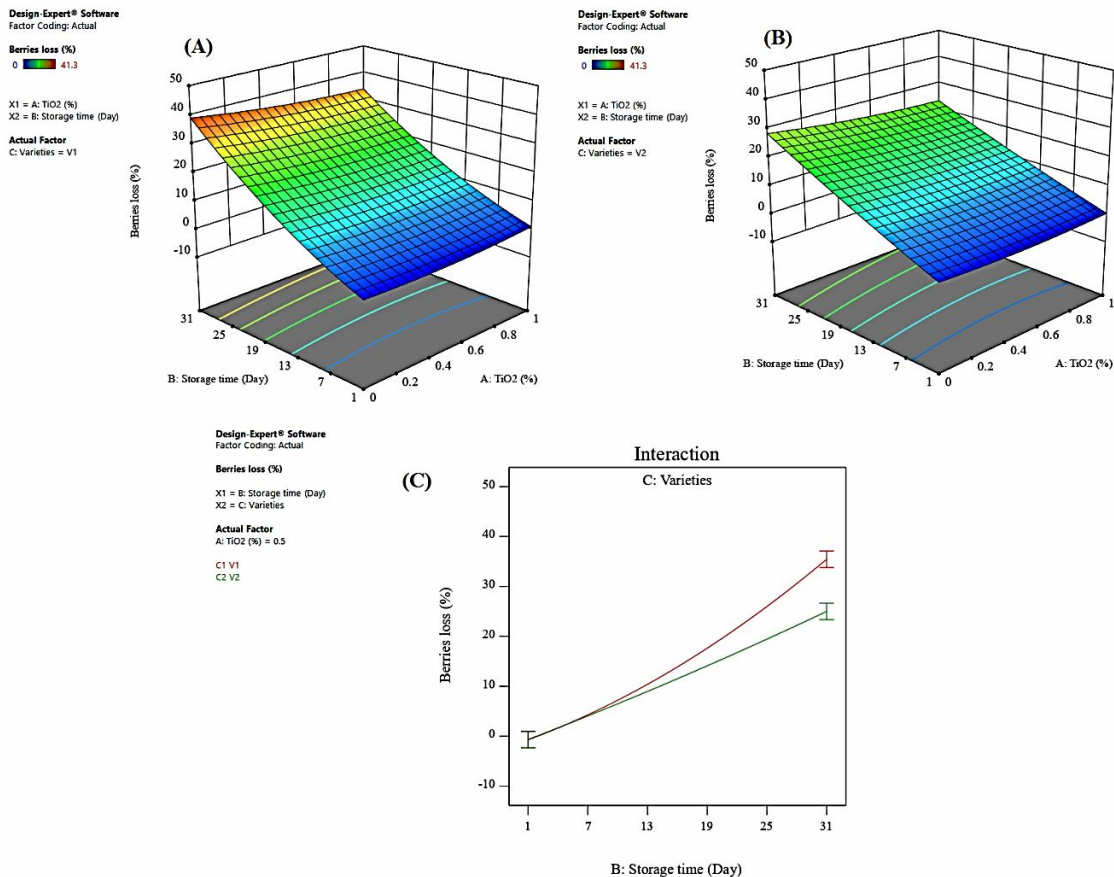 Design-Expert® Software
Factor Coding: Actual
Berries loss (%)
0 41.3
X1 = A: TiO2 (%)
X2 = B: Storage time (Day)
Actual Factor
C: Varieties = V1
(A)
Berries loss (%)
50
40
30
20
10
0
-10
31
25
19
13
7
1
B: Storage time (Day)
0
0.2
0.4
0.6
0.8
1
A: TiO2 (%)
Design-Expert® Software
Factor Coding: Actual
Berries loss (%)
0 41.3
X1 = A: TiO2 (%)
X2 = B: Storage time (Day)
Actual Factor
C: Varieties = V2
(B)
Berries loss (%)
50
40
30
20
10
0
-10
31
25
19
13
7
1
B: Storage time (Day)
0
0.2
0.4
0.6
0.8
1
A: TiO2 (%)
Design-Expert® Software
Factor Coding: Actual
Berries loss (%)
X1 = B: Storage time (Day)
X2 = C: Varieties
Actual Factor
A: TiO2 (%) = 0.5
C1 V1
C2 V2
(C)
Interaction
C: Varieties
Berries loss (%)
50
40
30
20
10
0
-10
1 7 13 19 25 31
B: Storage time (Day)